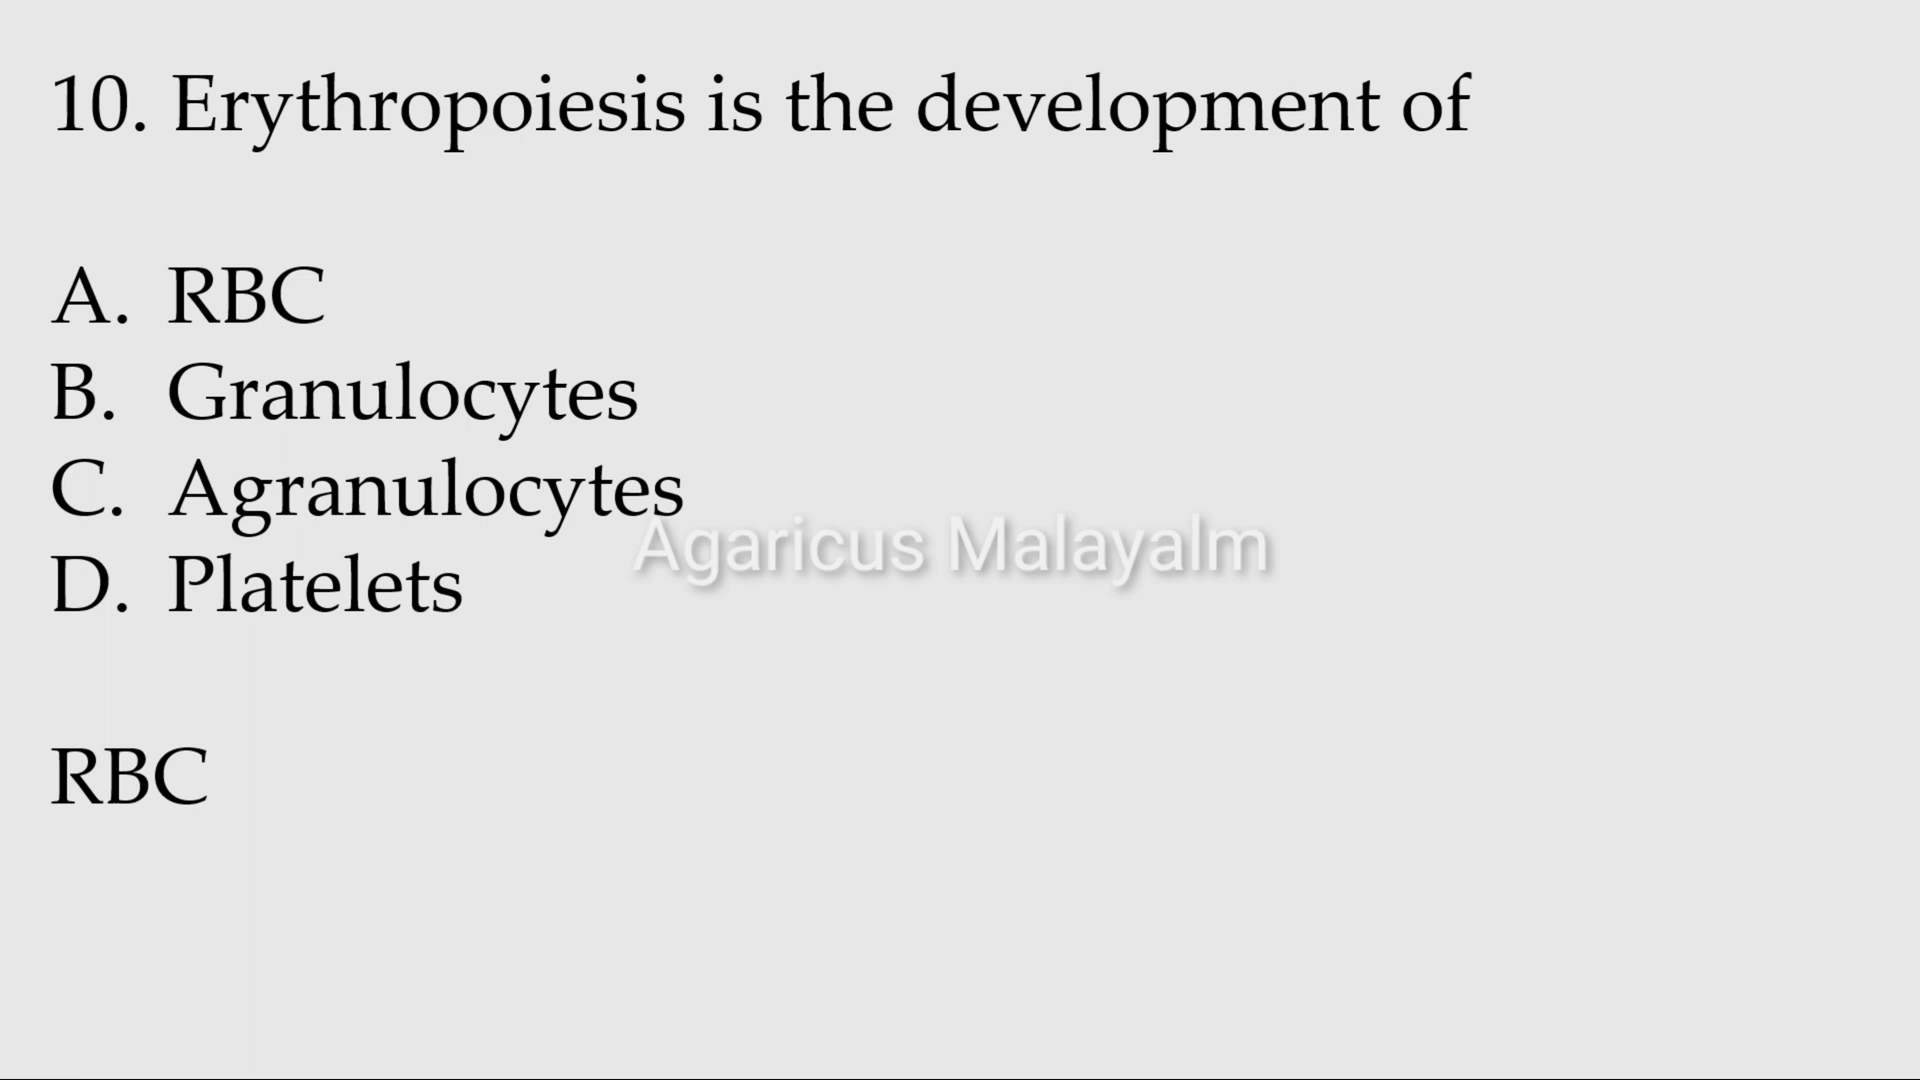 10. Erythropoiesis is the development of
A. RBC
B. Granulocytes
C. Agranulocytes
Agaricus Malayalm
D. Platelets
RBC